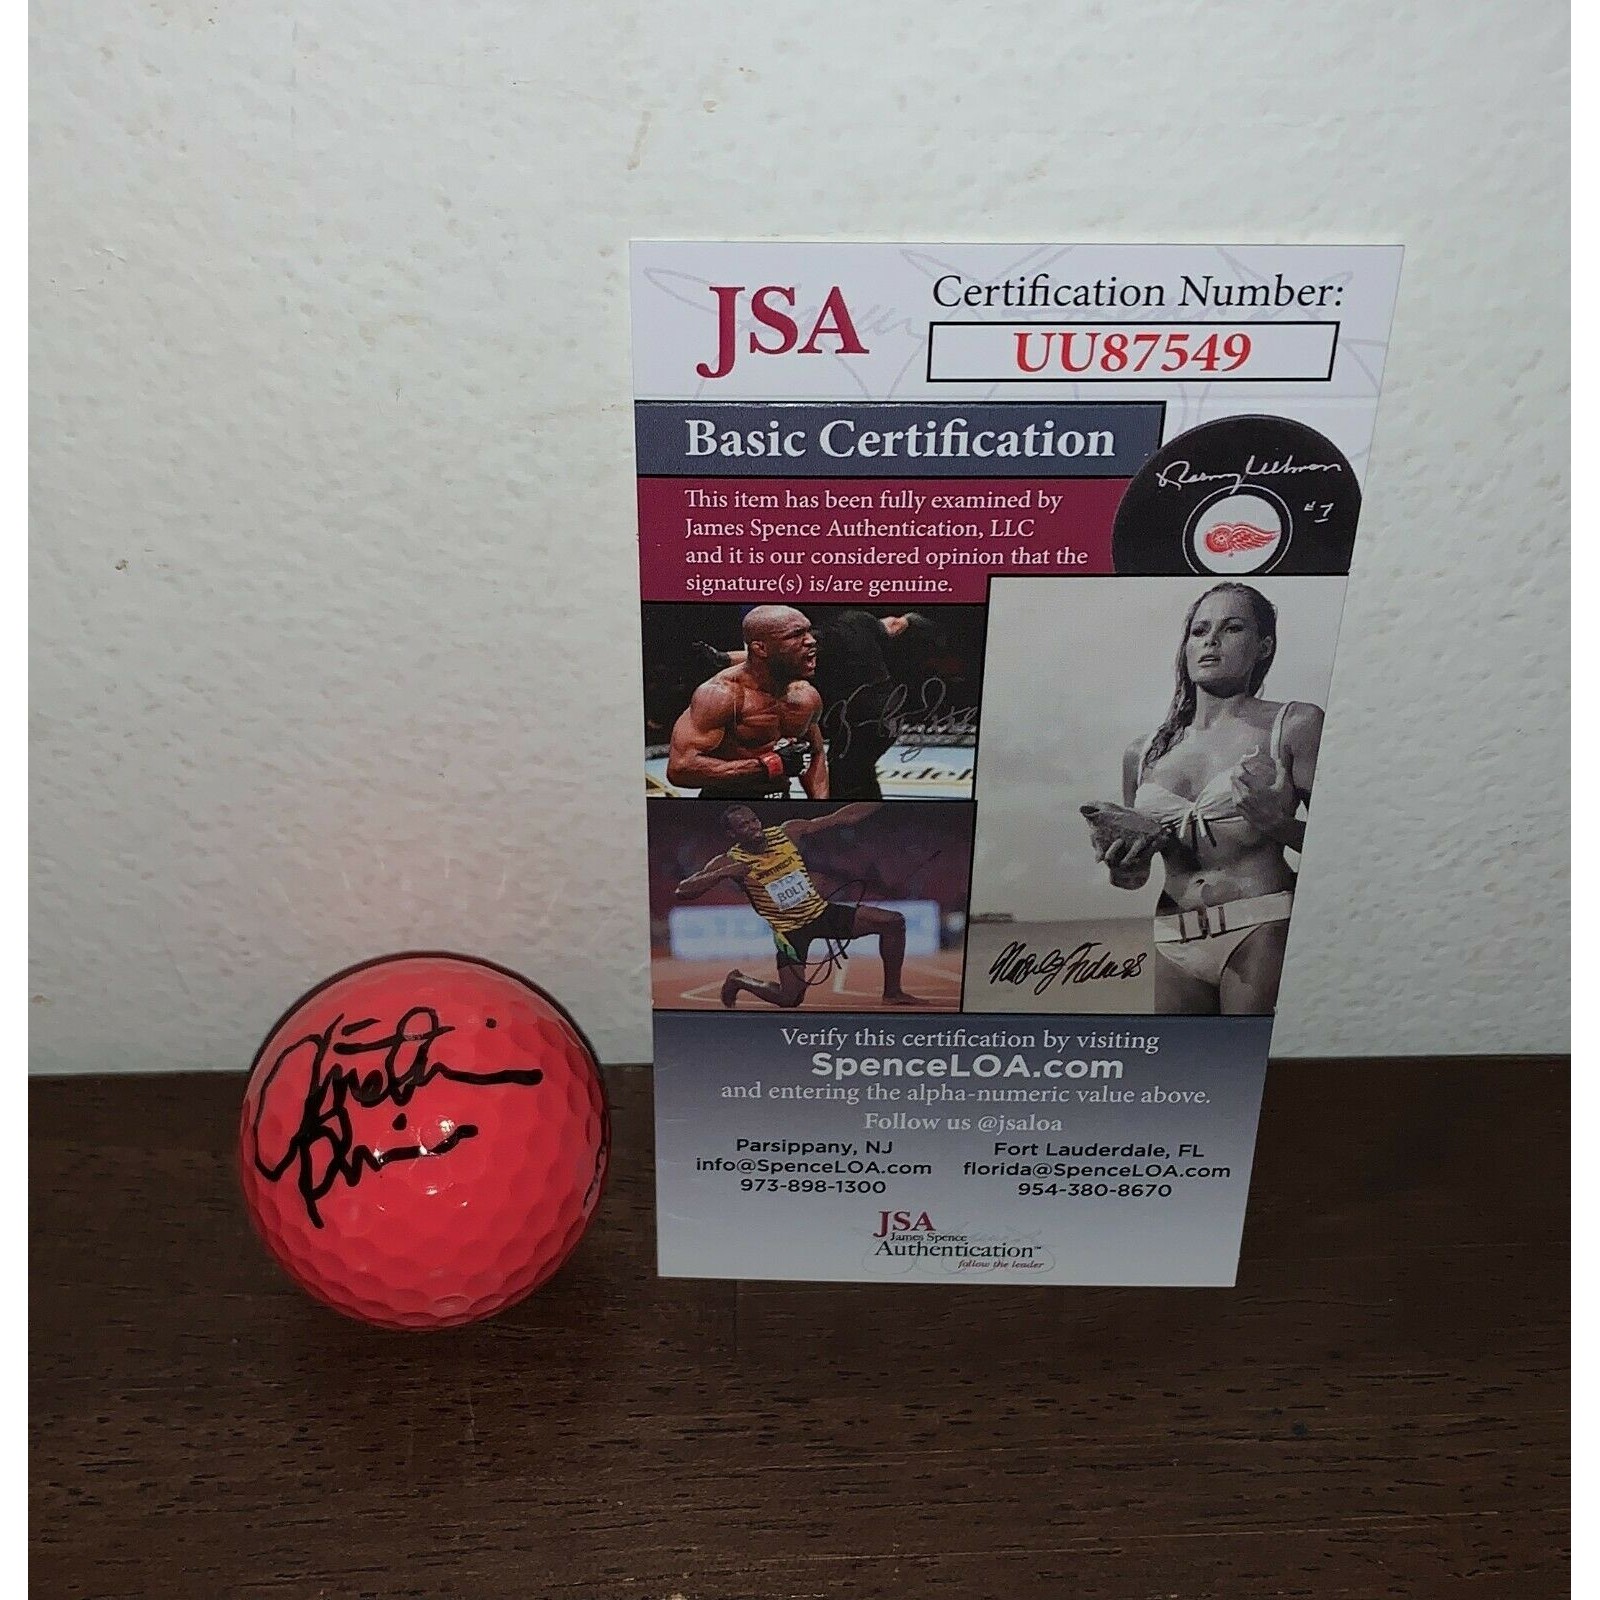 JSA
Certification Number:
UU87549
Basic Certification
This item has been fully examined by
James Spence Authentication, LLC
and it is our considered opinion that the
signature(s) is/are genuine.
#7
BOLT
Verify this certification by visiting
SpenceLOA.com
and entering the alpha-numeric value above.
Follow us @jsaloa
Parsippany, NJ
info@SpenceLOA.com
973-898-1300
Fort Lauderdale, FL
florida@SpenceLOA.com
954-380-8670
JSA
James Spence
Authentication™
follow the leader